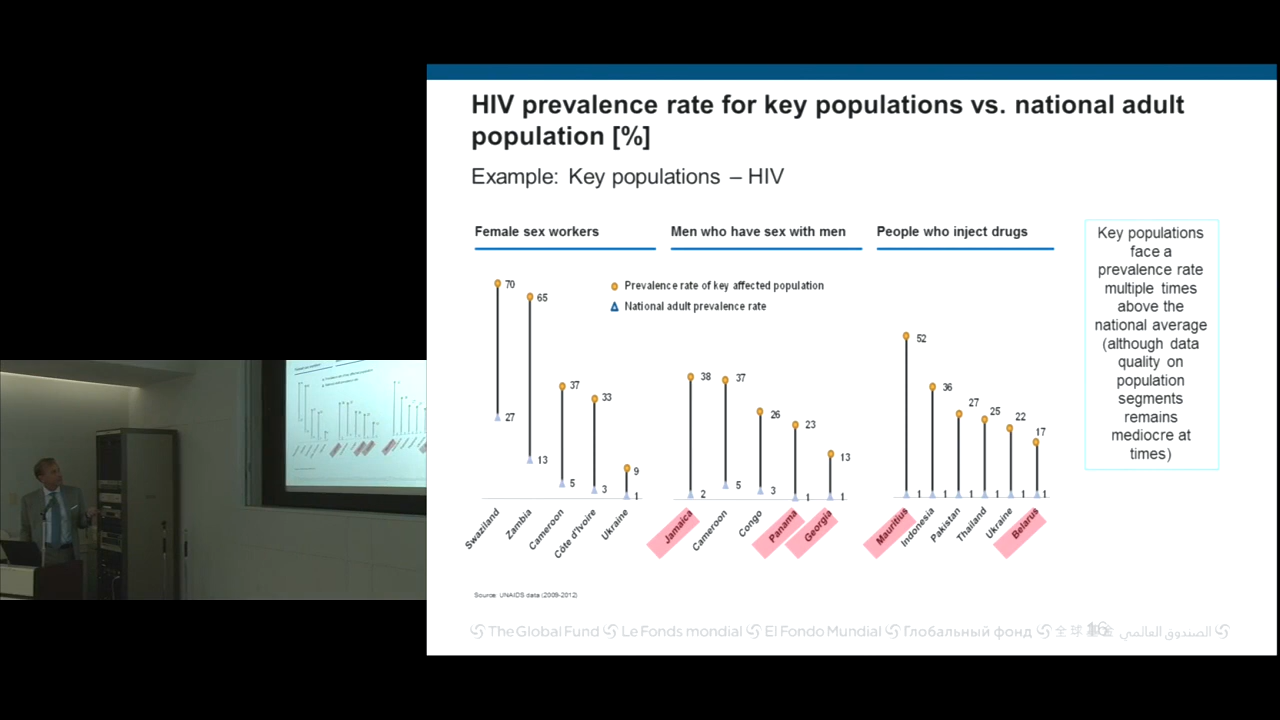 HIV prevalence rate for key populations vs. national adult
population [%]
Example: Key populations – HIV
Female sex workers
Men who have sex with men
People who inject drugs
Prevalence rate of key affected population
National adult prevalence rate
70
27
65
13
37
5
33
3
9
1
38
2
37
5
26
3
23
1
13
1
52
1
36
1
27
1
25
1
22
1
17
1
Swaziland
Zambia
Cameroon
Côte d'Ivoire
Ukraine
Jamaica
Cameroon
Congo
Panama
Georgia
Mauritius
Indonesia
Pakistan
Thailand
Ukraine
Belarus
Key populations
face a
prevalence rate
multiple times
above the
national average
(although data
quality on
population
segments
remains
mediocre at
times)
Source: UNAIDS data (2009-2012)
The Global Fund Le Fonds mondial El Fondo Mundial Глобальный фонд 全球基金 الصندوق العالمي
16